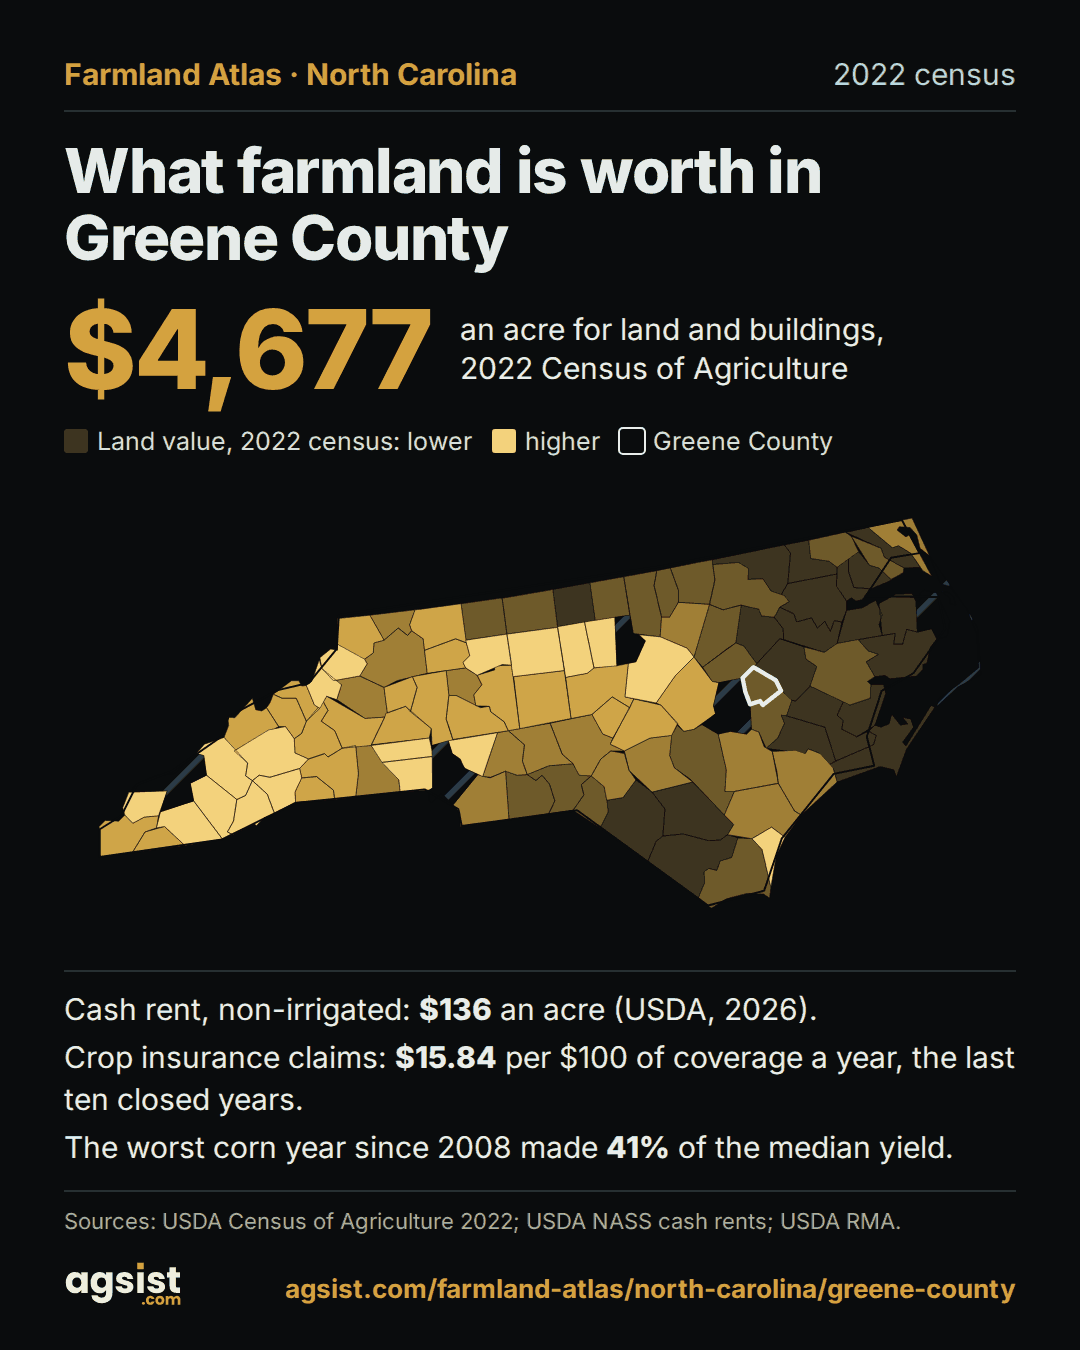 Farmland Atlas · North Carolina
2022 census
What farmland is worth in
Greene County
$4,677
an acre for land and buildings,
2022 Census of Agriculture
Land value, 2022 census: lower
higher
Greene County
Cash rent, non-irrigated: $136 an acre (USDA, 2026).
Crop insurance claims: $15.84 per $100 of coverage a year, the last
ten closed years.
The worst corn year since 2008 made 41% of the median yield.
Sources: USDA Census of Agriculture 2022; USDA NASS cash rents; USDA RMA.
agsist
.com
agsist.com/farmland-atlas/north-carolina/greene-county